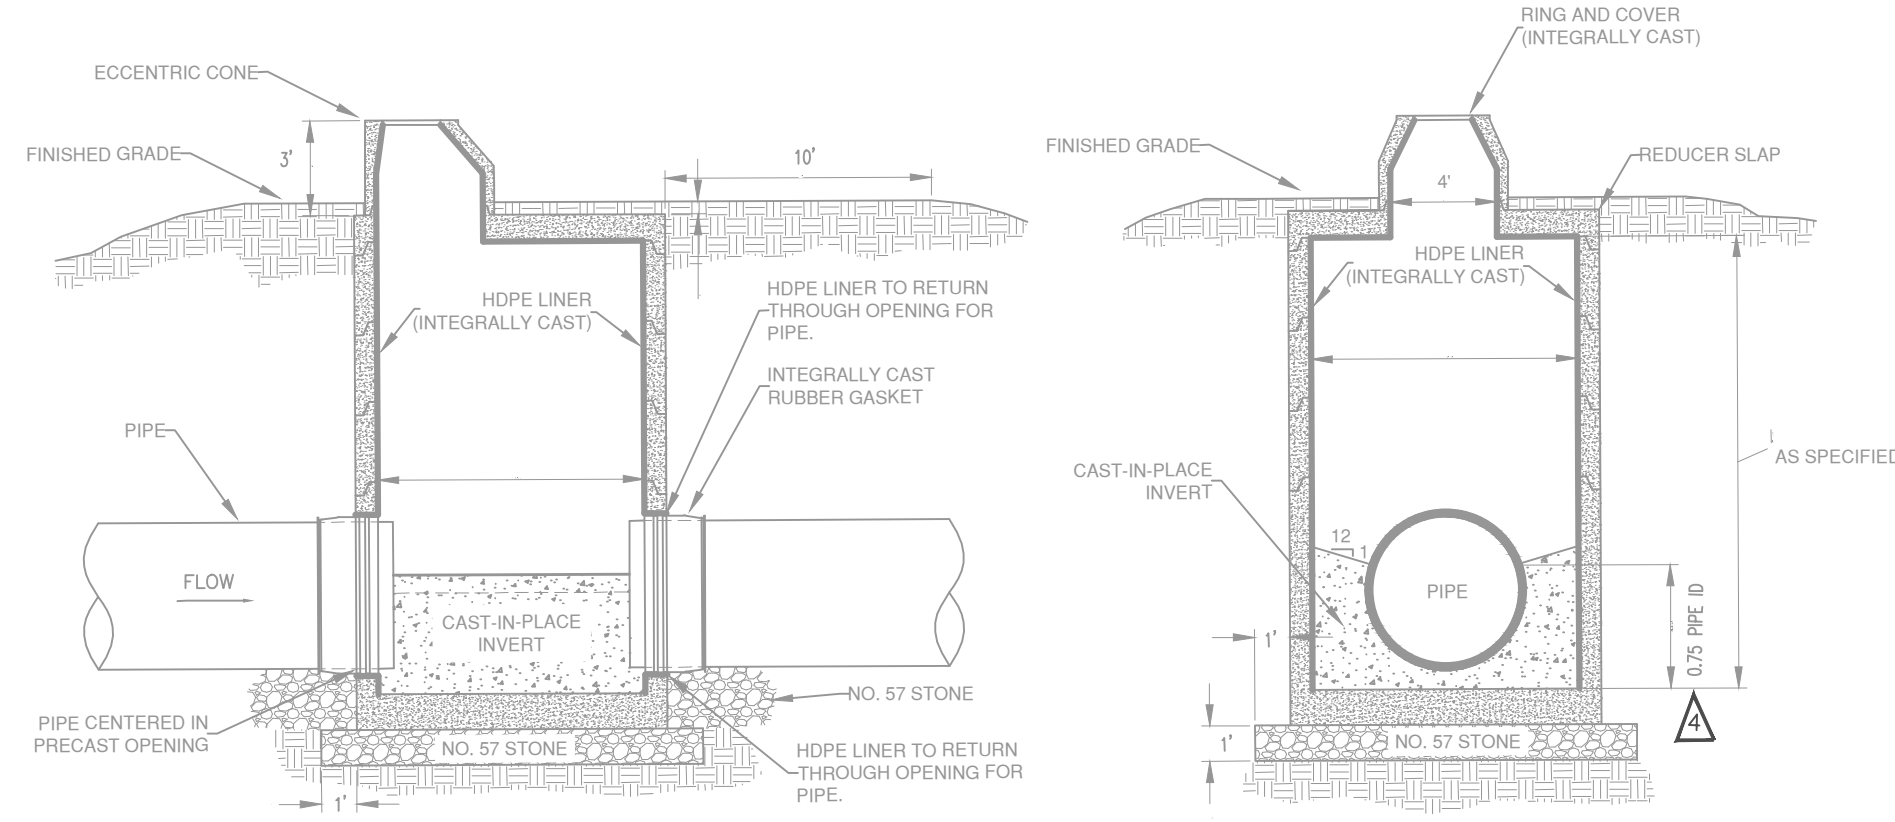 ECCENTRIC CONE
FINISHED GRADE
3'
10'
HDPE LINER
(INTEGRALLY CAST)
HDPE LINER TO RETURN
THROUGH OPENING FOR
PIPE.
INTEGRALLY CAST
RUBBER GASKET
PIPE
FLOW
CAST-IN-PLACE
INVERT
NO. 57 STONE
PIPE CENTERED IN
PRECAST OPENING
NO. 57 STONE
HDPE LINER TO RETURN
THROUGH OPENING FOR
PIPE.
1'
RING AND COVER
(INTEGRALLY CAST)
FINISHED GRADE
REDUCER SLAP
4'
HDPE LINER
(INTEGRALLY CAST)
AS SPECIFIED
CAST-IN-PLACE
INVERT
12
1
PIPE
0.75 PIPE ID
1'
4
1'
NO. 57 STONE